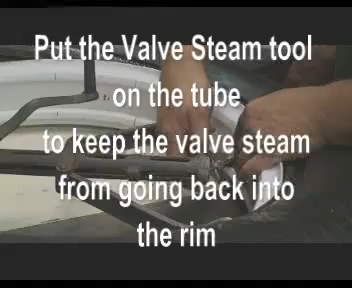 Put the Valve Steam tool
on the tube
to keep the valve steam
from going back into
the rim